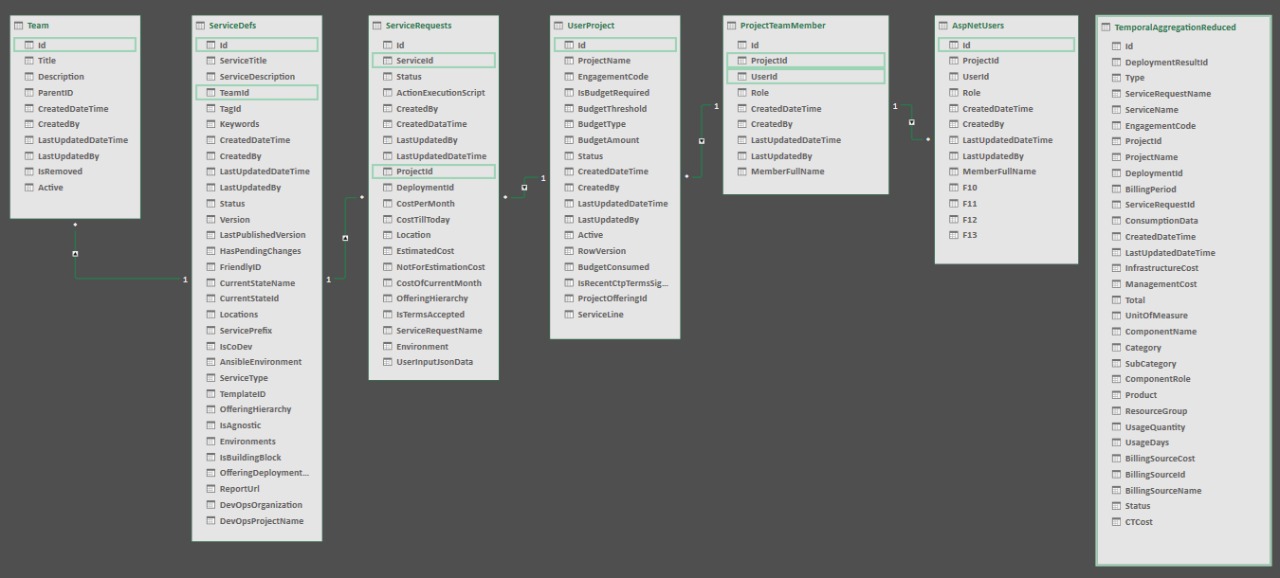 Team
Id
Title
Description
ParentID
CreatedDateTime
CreatedBy
LastUpdatedDateTime
LastUpdatedBy
IsRemoved
Active
1
ServiceDefs
Id
ServiceTitle
ServiceDescription
TeamId
TagId
Keywords
CreatedDateTime
CreatedBy
LastUpdatedDateTime
LastUpdatedBy
Status
Version
LastPublishedVersion
HasPendingChanges
FriendlyID
CurrentStateName
CurrentStateId
Locations
ServicePrefix
IsCoDev
AnsibleEnvironment
ServiceType
TemplateID
OfferingHierarchy
IsAgnostic
Environments
IsBuildingBlock
OfferingDeployment...
ReportUrl
DevOpsOrganization
DevOpsProjectName
1
ServiceRequests
Id
ServiceId
Status
ActionExecutionScript
CreatedBy
CreatedDataTime
LastUpdatedBy
LastUpdatedDateTime
ProjectId
DeploymentId
CostPerMonth
CostTillToday
Location
EstimatedCost
NotForEstimationCost
CostOfCurrentMonth
OfferingHierarchy
IsTermsAccepted
ServiceRequestName
Environment
UserInputJsonData
1
UserProject
Id
ProjectName
EngagementCode
IsBudgetRequired
BudgetThreshold
BudgetType
BudgetAmount
Status
CreatedDateTime
CreatedBy
LastUpdatedDateTime
LastUpdatedBy
Active
RowVersion
BudgetConsumed
IsRecentCtpTermsSig...
ProjectOfferingId
ServiceLine
1
ProjectTeamMember
Id
ProjectId
UserId
Role
CreatedDateTime
CreatedBy
LastUpdatedDateTime
LastUpdatedBy
MemberFullName
1
AspNetUsers
Id
ProjectId
UserId
Role
CreatedDateTime
CreatedBy
LastUpdatedDateTime
LastUpdatedBy
MemberFullName
F10
F11
F12
F13
TemporalAggregationReduced
Id
DeploymentResultId
Type
ServiceRequestName
ServiceName
EngagementCode
ProjectId
ProjectName
DeploymentId
BillingPeriod
ServiceRequestId
ConsumptionData
CreatedDateTime
LastUpdatedDateTime
InfrastructureCost
ManagementCost
Total
UnitOfMeasure
ComponentName
Category
SubCategory
ComponentRole
Product
ResourceGroup
UsageQuantity
UsageDays
BillingSourceCost
BillingSourceId
BillingSourceName
Status
CTCost